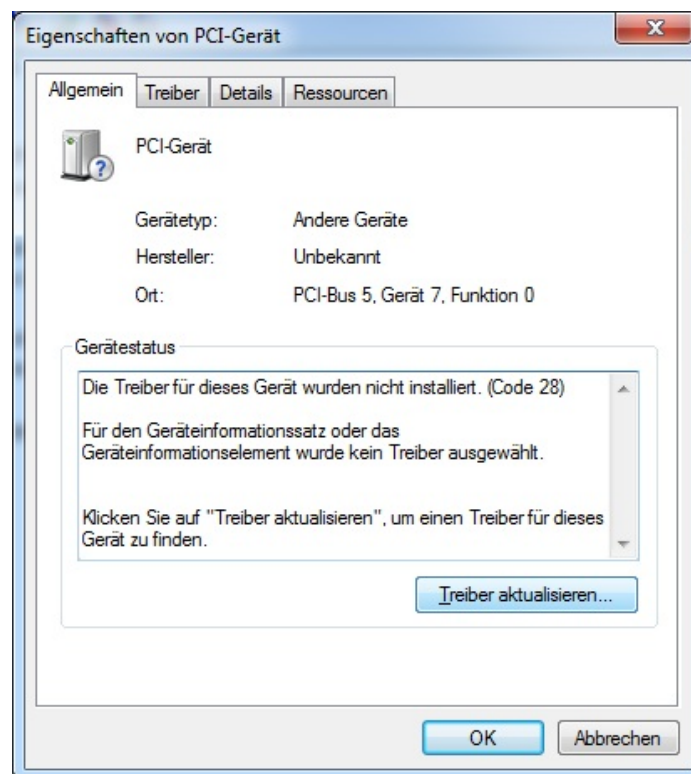 Eigenschaften von PCI-Gerät
Allgemein Treiber Details Ressourcen
PCI-Gerät
Gerätetyp: Andere Geräte
Hersteller: Unbekannt
Ort: PCI-Bus 5, Gerät 7, Funktion 0
Gerätestatus
Die Treiber für dieses Gerät wurden nicht installiert. (Code 28)
Für den Geräteinformationssatz oder das
Geräteinformationselement wurde kein Treiber ausgewählt.
Klicken Sie auf "Treiber aktualisieren", um einen Treiber für dieses
Gerät zu finden.
Treiber aktualisieren...
OK Abbrechen